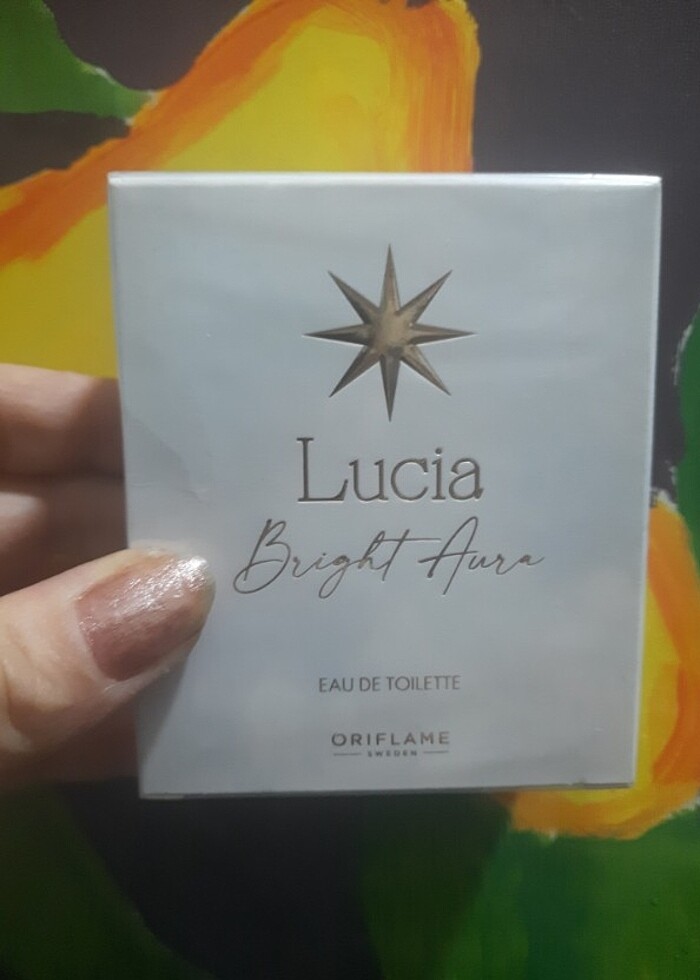 Lucia
Bright Aura
EAU DE TOILETTE
ORIFLAME
SWEDEN